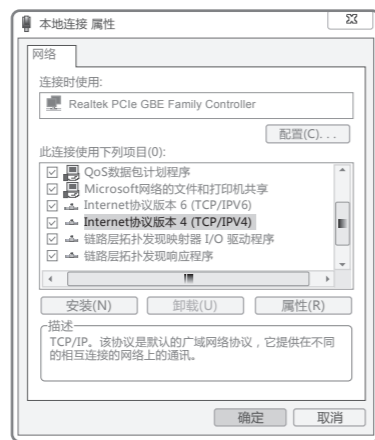 本地连接 属性
网络
连接时使用:
Realtek PCIe GBE Family Controller
配置(C). . .
此连接使用下列项目(O):
QoS数据包计划程序
Microsoft网络的文件和打印机共享
Internet协议版本 6 (TCP/IPV6)
Internet协议版本 4 (TCP/IPV4)
链路层拓扑发现映射器 I/O 驱动程序
链路层拓扑发现响应程序
安装(N) 卸载(U) 属性(R)
描述
TCP/IP。该协议是默认的广域网络协议，它提供在不同
的相互连接的网络上的通讯。
确定 取消